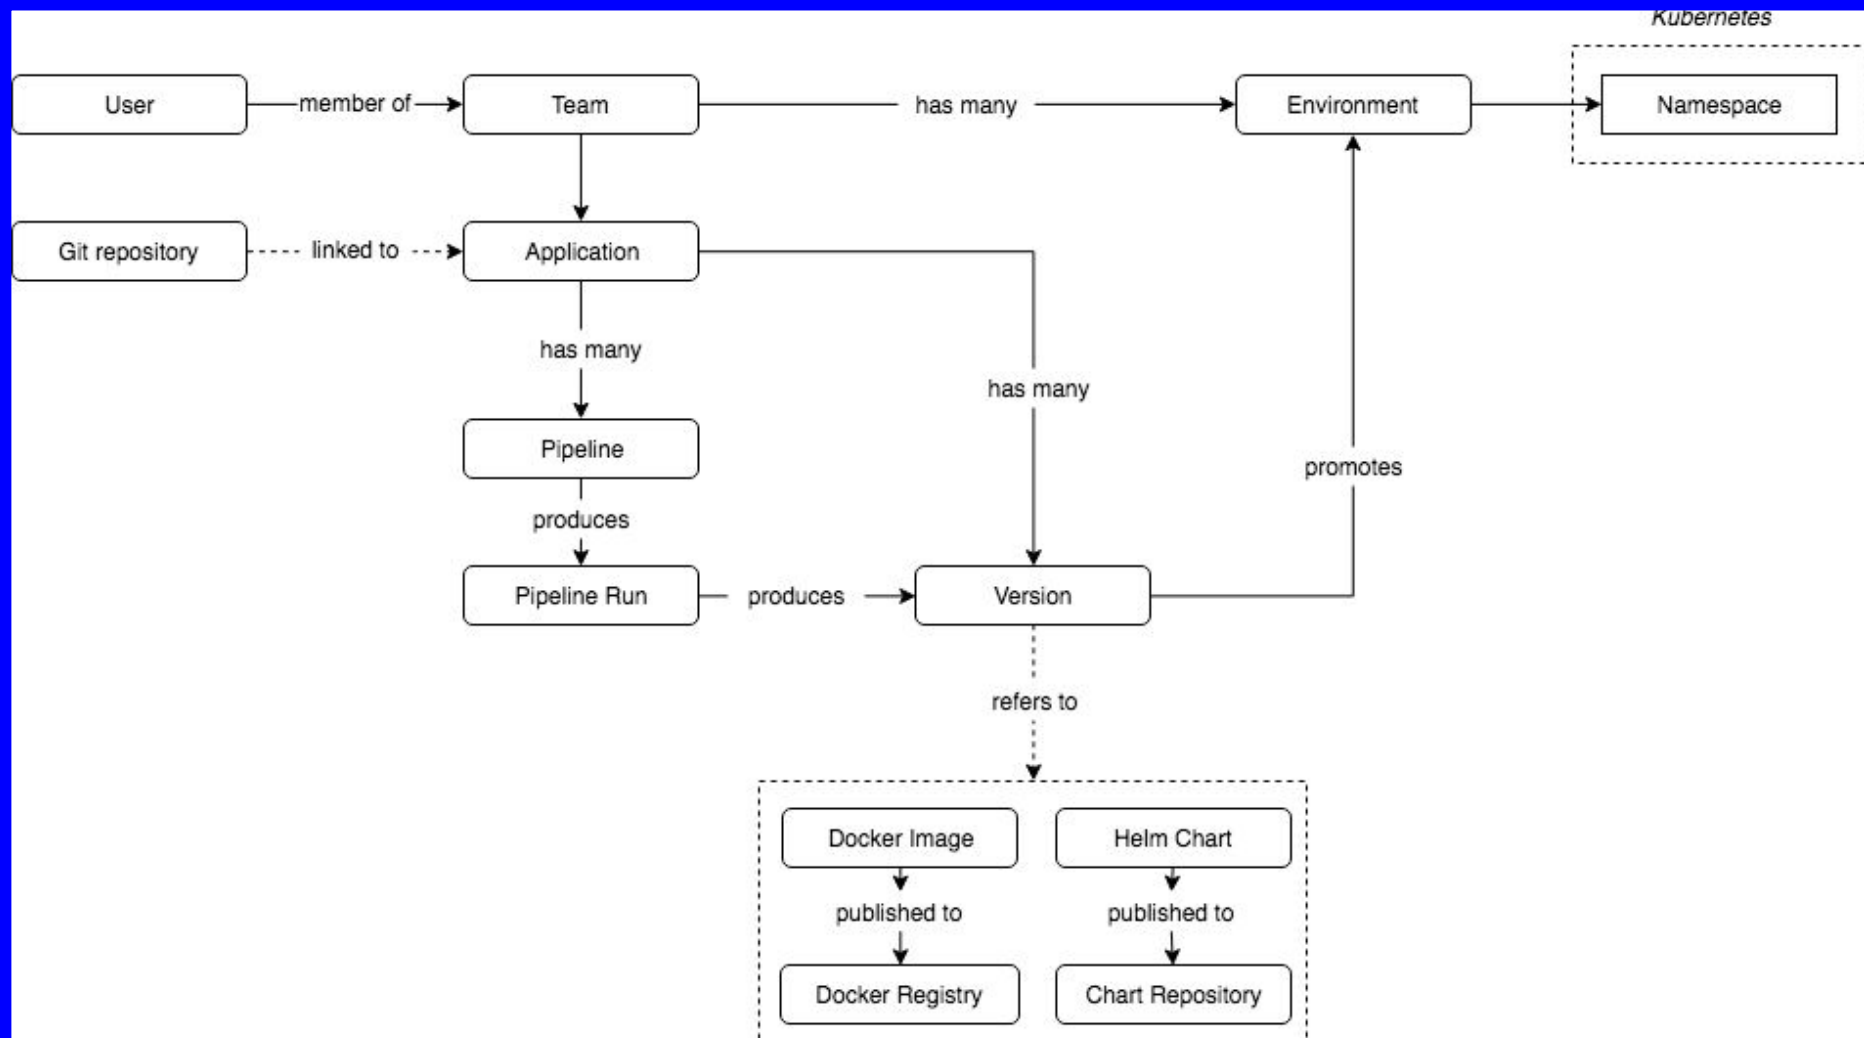 Kubernetes
User
member of
Team
has many
Environment
Namespace
Git repository
linked to
Application
has many
has many
Pipeline
promotes
produces
Pipeline Run
produces
Version
refers to
Docker Image
Helm Chart
published to
published to
Docker Registry
Chart Repository